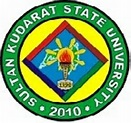 SULTAN KUDARAT STATE UNIVERSITY
• 2010 •